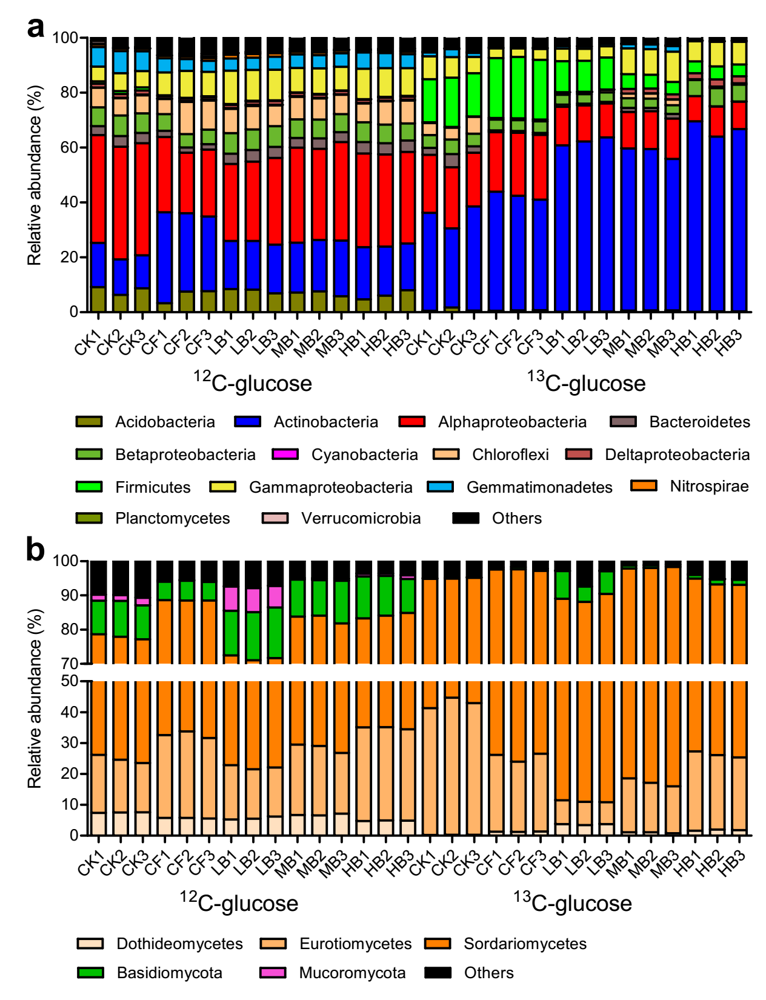 a
Relative abundance (%)
100
80
60
40
20
0
CK1 CK2 CK3 CF1 CF2 CF3 LB1 LB2 LB3 MB1 MB2 MB3 HB1 HB2 HB3 CK1 CK2 CK3 CF1 CF2 CF3 LB1 LB2 LB3 MB1 MB2 MB3 HB1 HB2 HB3
¹²C-glucose ¹³C-glucose
Acidobacteria Actinobacteria Alphaproteobacteria Bacteroidetes
Betaproteobacteria Cyanobacteria Chloroflexi Deltaproteobacteria
Firmicutes Gammaproteobacteria Gemmatimonadetes Nitrospirae
Planctomycetes Verrucomicrobia Others
b
Relative abundance (%)
100
90
80
70
Relative abundance (%)
50
40
30
20
10
0
CK1 CK2 CK3 CF1 CF2 CF3 LB1 LB2 LB3 MB1 MB2 MB3 HB1 HB2 HB3 CK1 CK2 CK3 CF1 CF2 CF3 LB1 LB2 LB3 MB1 MB2 MB3 HB1 HB2 HB3
¹²C-glucose ¹³C-glucose
Dothideomycetes Eurotiomycetes Sordariomycetes
Basidiomycota Mucoromycota Others